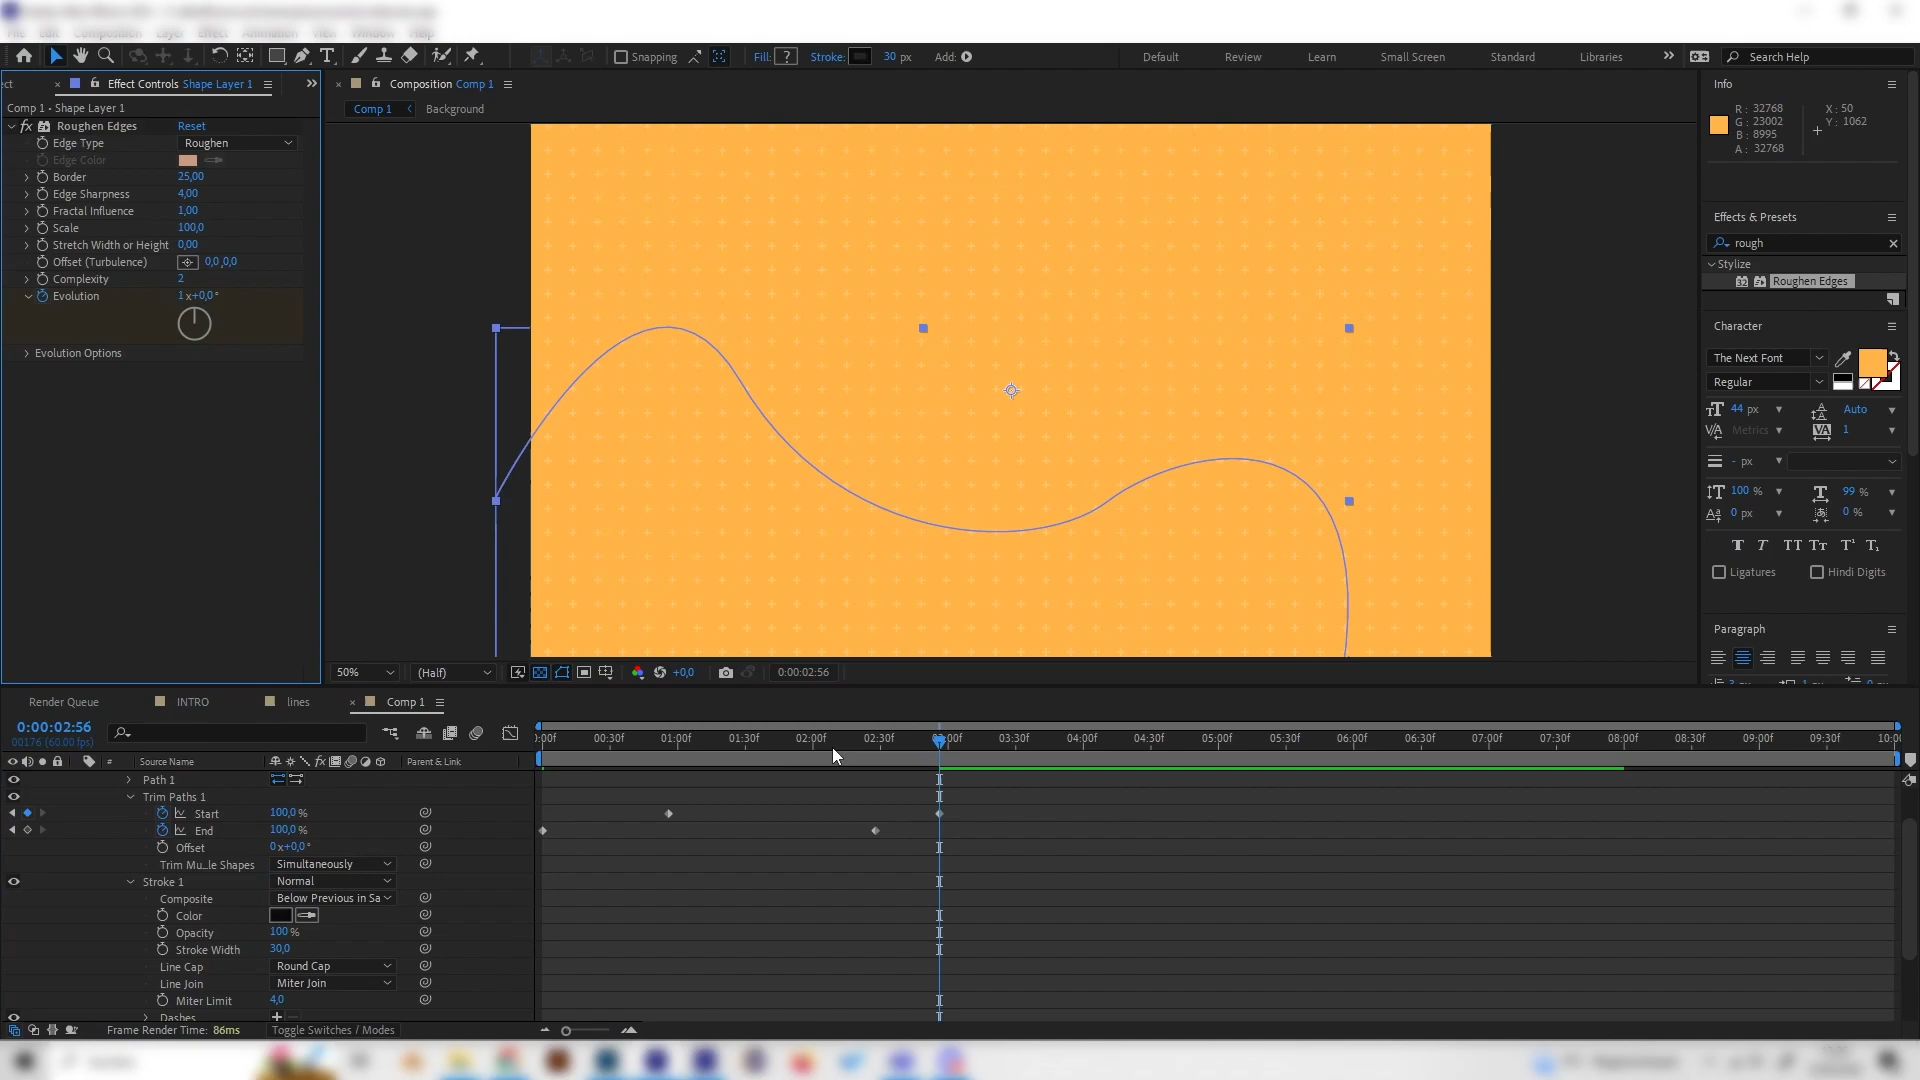 Snapping
Fill: ?
Stroke:
30 px
Add:
Default
Review
Learn
Small Screen
Standard
Libraries
Search Help
ect
Effect Controls Shape Layer 1
Comp 1 • Shape Layer 1
fx Roughen Edges Reset
Edge Type Roughen
Edge Color
Border 25,00
Edge Sharpness 4,00
Fractal Influence 1,00
Scale 100,0
Stretch Width or Height 0,00
Offset (Turbulence) 0,0,0,0
Complexity 2
Evolution 1x+0,0°
Evolution Options
Composition Comp 1
Comp 1 Background
50% (Half) +0,0 0:00:02:56
Info
R: 32768
G: 23002
B: 8995
A: 32768
X: 50
Y: 1062
Effects & Presets
rough
Stylize
32 Roughen Edges
Character
The Next Font
Regular
44 px Auto
Metrics 1
- px
100 % 99 %
0 px 0 %
T T TT Tт T¹ T₁
Ligatures Hindi Digits
Paragraph
Render Queue INTRO lines Comp 1
0:00:02:56
00176 (60.00 fps)
# Source Name fx Parent & Link
):00f 00:30f 01:00f 01:30f 02:00f 02:30f 03:00f 03:30f 04:00f 04:30f 05:00f 05:30f 06:00f 06:30f 07:00f 07:30f 08:00f 08:30f 09:00f 09:30f 10:0
Path 1
Trim Paths 1
Start 100,0 %
End 100,0 %
Offset 0x+0,0°
Trim Mu...le Shapes Simultaneously
Stroke 1 Normal
Composite Below Previous in Sa
Color
Opacity 100 %
Stroke Width 30,0
Line Cap Round Cap
Line Join Miter Join
Miter Limit 4,0
Dashes + −
Frame Render Time: 86ms Toggle Switches / Modes